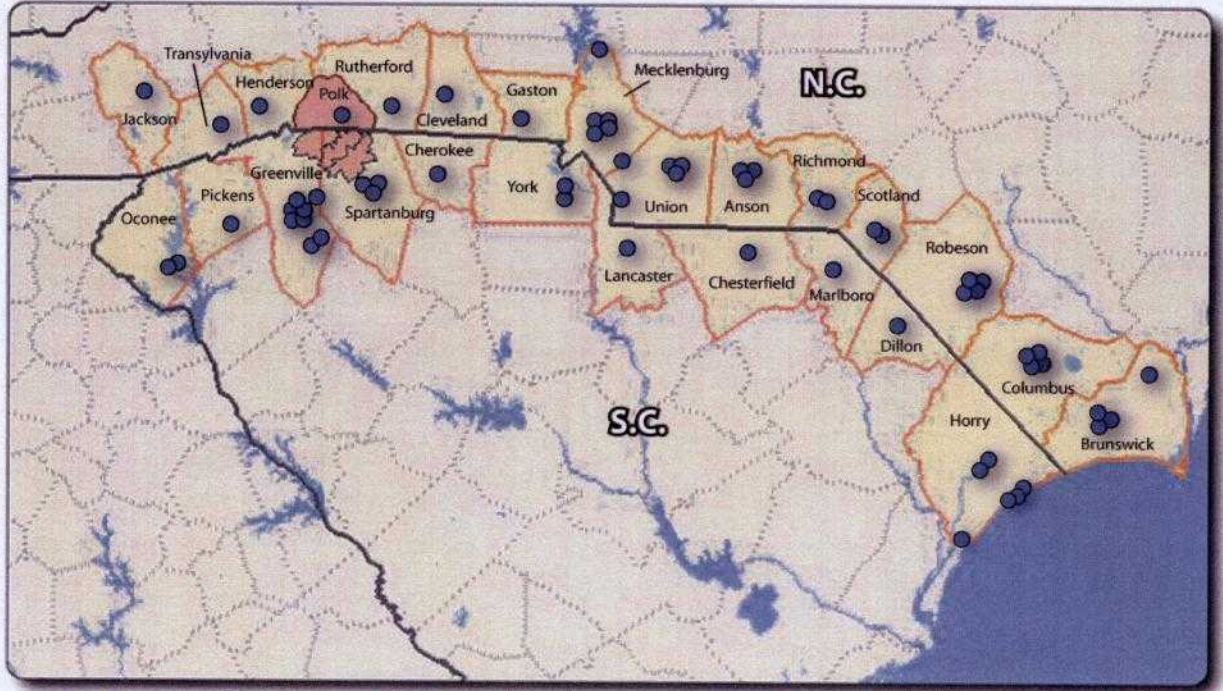 Transylvania
Henderson
Rutherford
Polk
Jackson
Cleveland
Gaston
Mecklenburg
N.C.
Cherokee
Greenville
Pickens
Oconee
Spartanburg
York
Union
Anson
Richmond
Scotland
Robeson
Lancaster
Chesterfield
Marlboro
Dillon
Columbus
Horry
Brunswick
S.C.